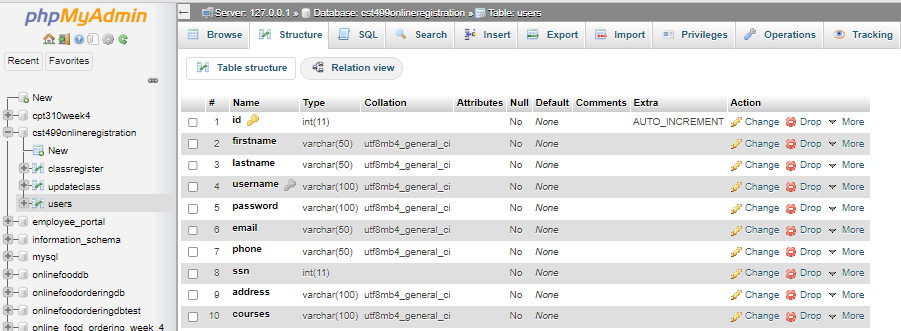 phpMyAdmin
Recent Favorites
New
cpt310week4
cst499onlineregistration
New
classregister
updateclass
users
employee_portal
information_schema
mysql
onlinefooddb
onlinefoodorderingdb
onlinefoodorderingdbtest
online_food_ordering_week_4
Server: 127.0.0.1 » Database: cst499onlineregistration » Table: users
Browse Structure SQL Search Insert Export Import Privileges Operations Tracking
Table structure Relation view
# Name Type Collation Attributes Null Default Comments Extra Action
1 id int(11) No None AUTO_INCREMENT Change Drop More
2 firstname varchar(50) utf8mb4_general_ci No None Change Drop More
3 lastname varchar(50) utf8mb4_general_ci No None Change Drop More
4 username varchar(100) utf8mb4_general_ci No None Change Drop More
5 password varchar(100) utf8mb4_general_ci No None Change Drop More
6 email varchar(50) utf8mb4_general_ci No None Change Drop More
7 phone varchar(50) utf8mb4_general_ci No None Change Drop More
8 ssn int(11) No None Change Drop More
9 address varchar(100) utf8mb4_general_ci No None Change Drop More
10 courses varchar(100) utf8mb4_general_ci No None Change Drop More